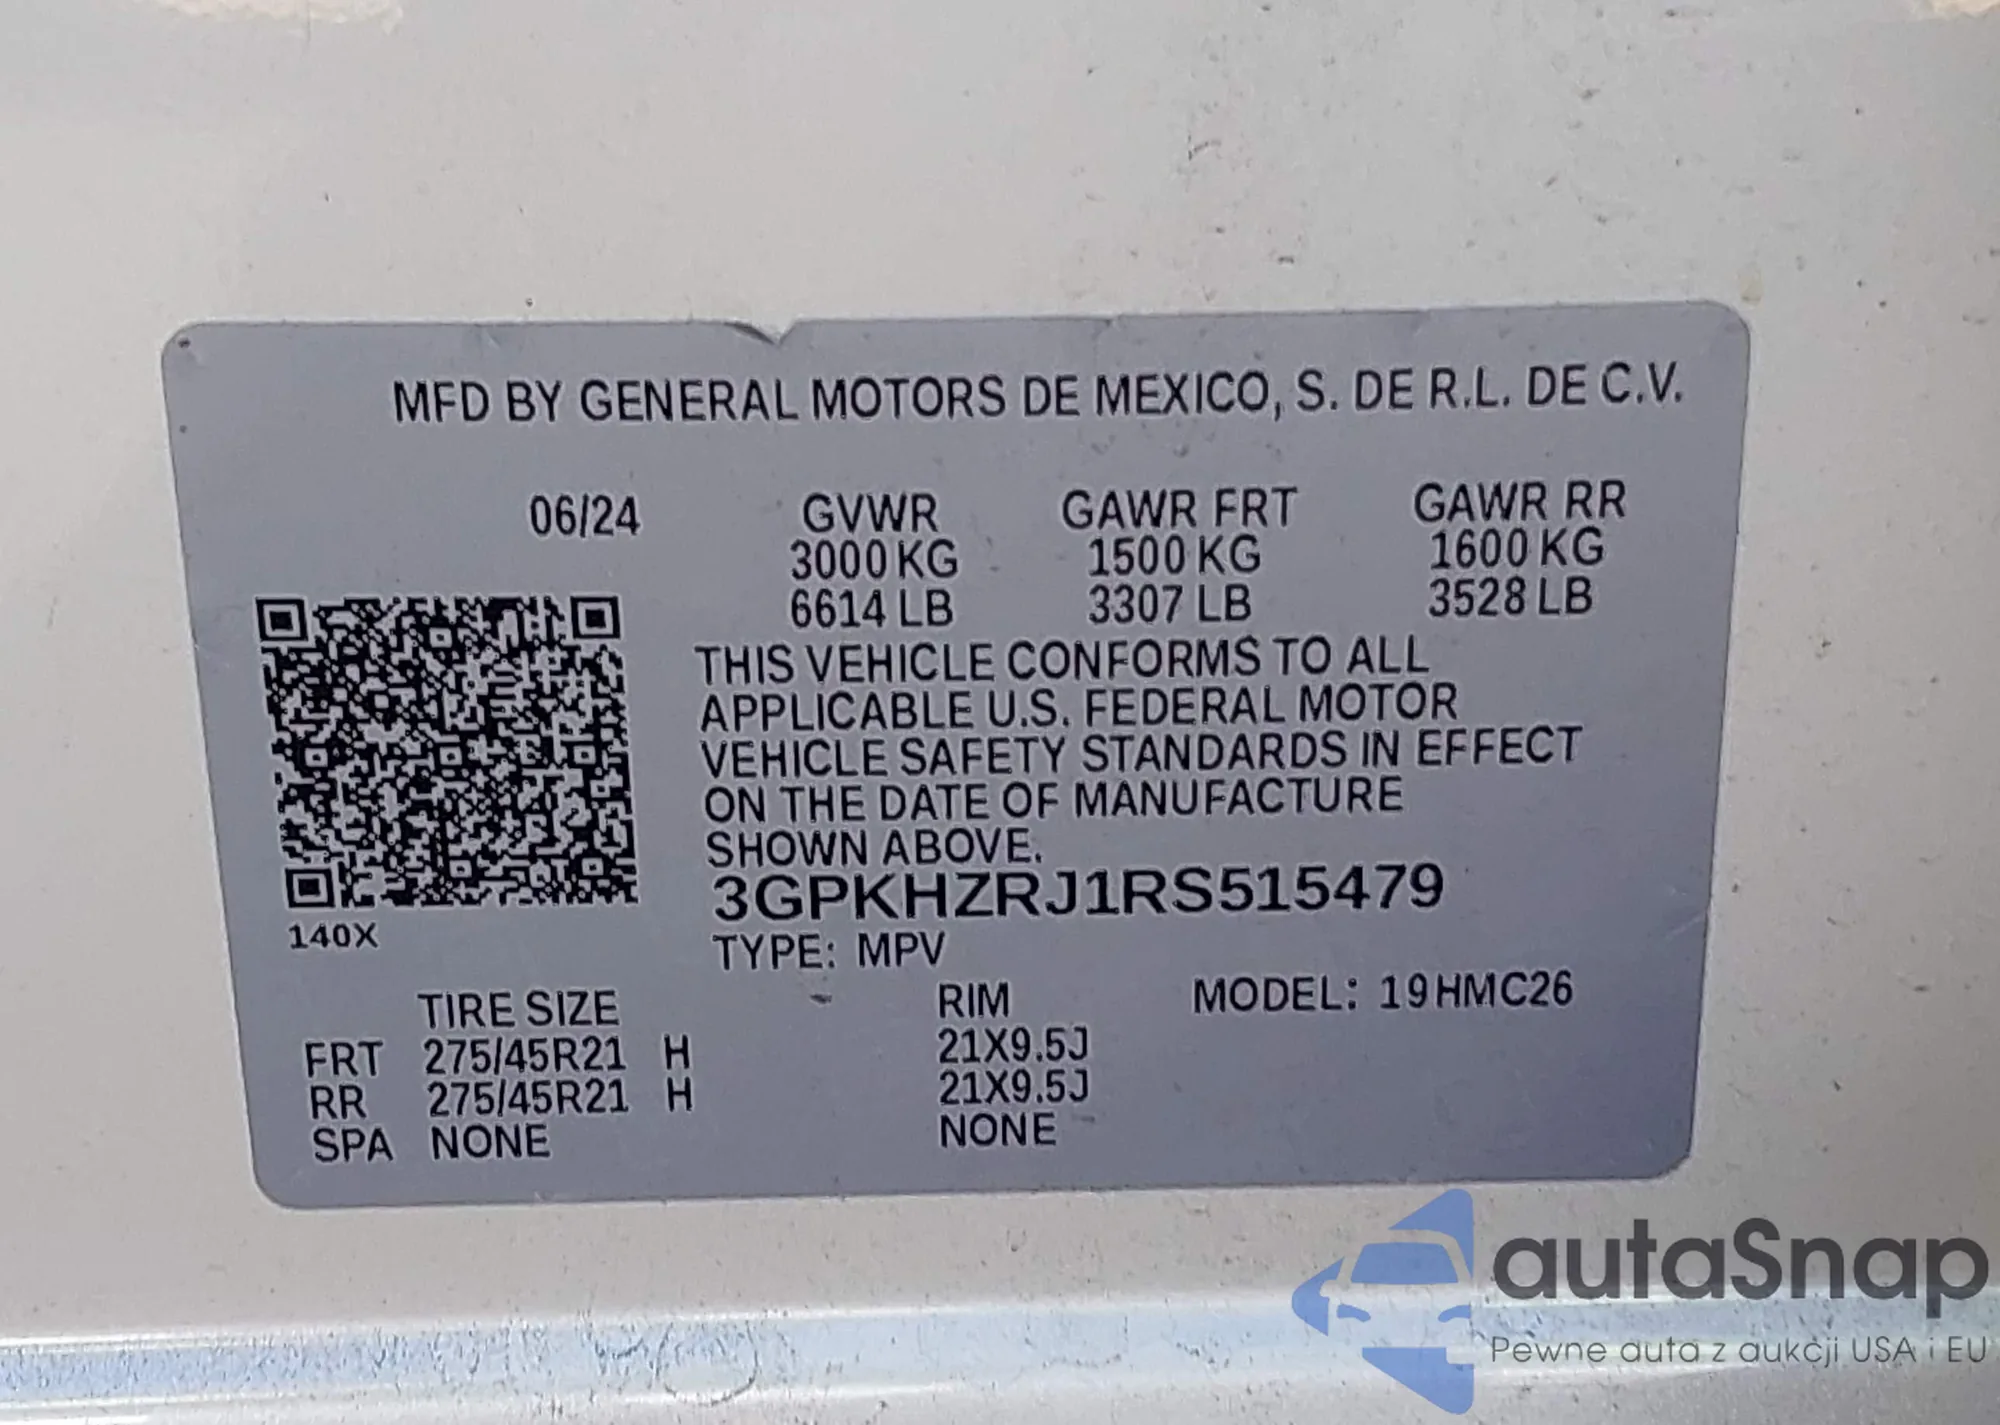 MFD BY GENERAL MOTORS DE MEXICO, S. DE R.L. DE C.V.
06/24 GVWR GAWR FRT GAWR RR
3000 KG 1500 KG 1600 KG
6614 LB 3307 LB 3528 LB
THIS VEHICLE CONFORMS TO ALL
APPLICABLE U.S. FEDERAL MOTOR
VEHICLE SAFETY STANDARDS IN EFFECT
ON THE DATE OF MANUFACTURE
SHOWN ABOVE.
3GPKHZRJ1RS515479
140X
TYPE: MPV
TIRE SIZE RIM MODEL: 19HMC26
FRT 275/45R21 H 21X9.5J
RR 275/45R21 H 21X9.5J
SPA NONE NONE
autaSnap
Pewne auta z aukcji USA i EU